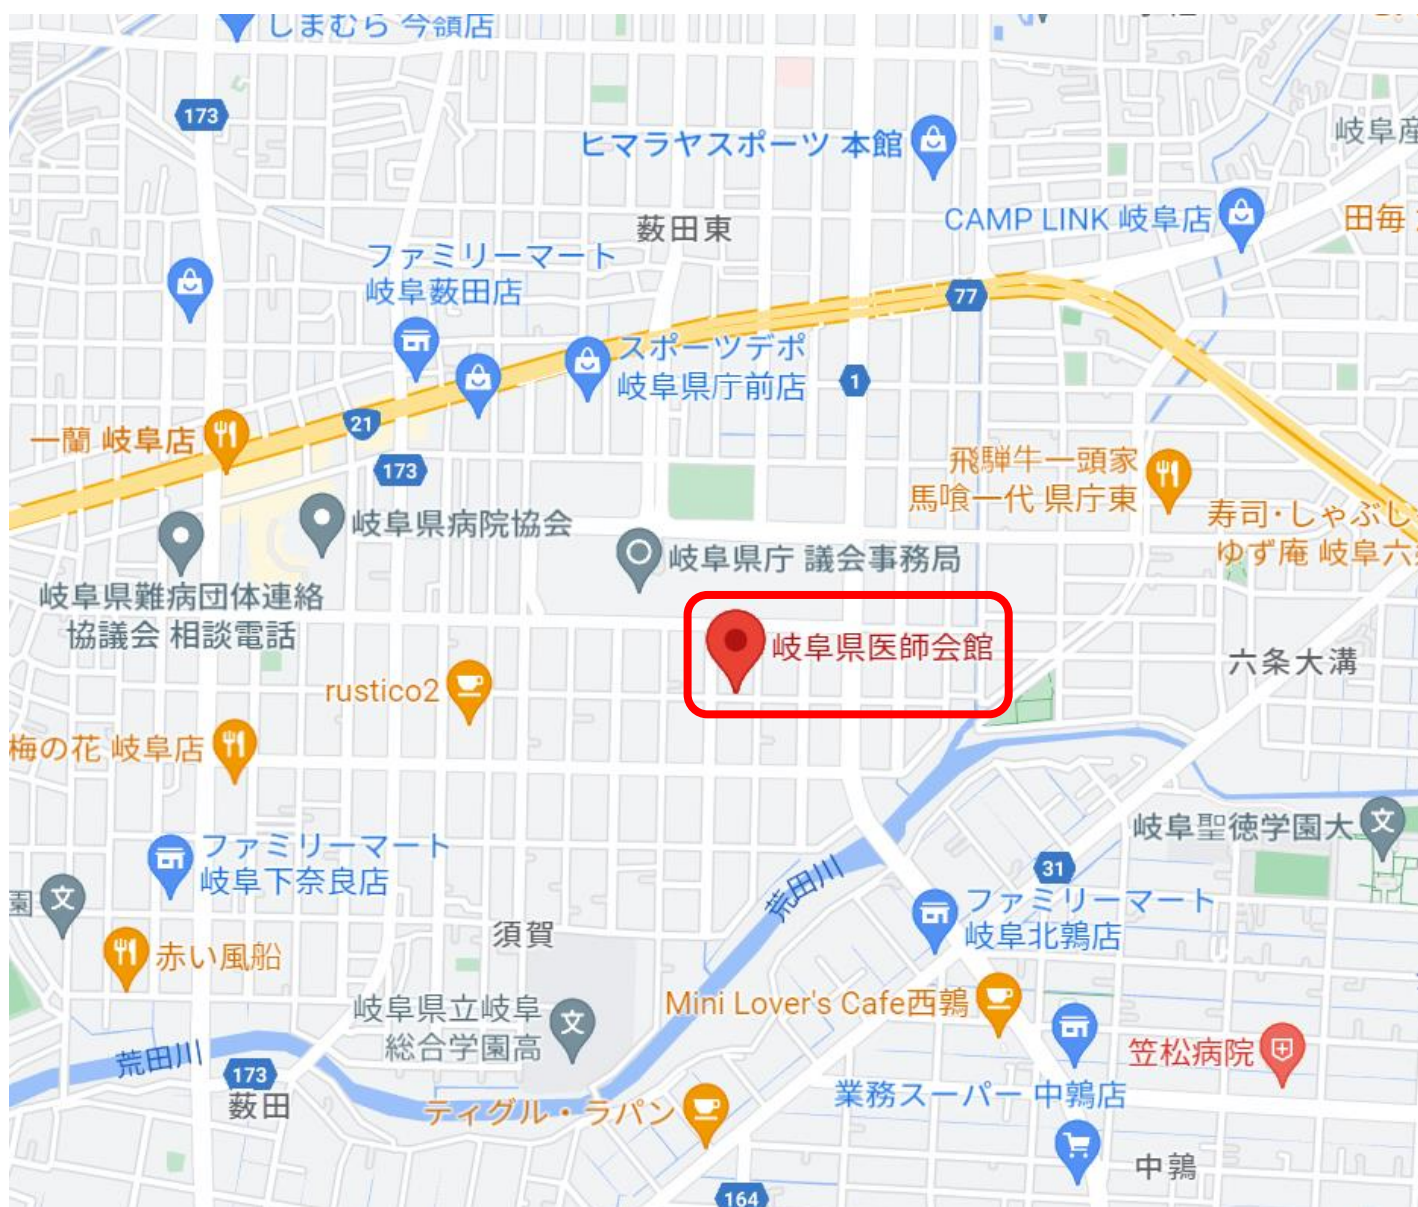 しまむら 今嶺店
173
ヒマラヤスポーツ 本館
岐阜産
CAMP LINK 岐阜店
田毎
薮田東
ファミリーマート
岐阜薮田店
77
スポーツデポ
岐阜県庁前店
1
21
一蘭 岐阜店
173
飛騨牛一頭家
馬喰一代 県庁東
寿司･しゃぶし
ゆず庵 岐阜六
岐阜県病院協会
岐阜県庁 議会事務局
岐阜県難病団体連絡
協議会 相談電話
岐阜県医師会館
六条大溝
rustico2
梅の花 岐阜店
岐阜聖徳学園大
文
ファミリーマート
岐阜下奈良店
31
荒田川
ファミリーマート
岐阜北鶉店
園
文
須賀
赤い風船
Mini Lover's Cafe西鶉
岐阜県立岐阜
総合学園高
文
荒田川
笠松病院
173
薮田
業務スーパー 中鶉店
ティグル・ラパン
中鶉
164